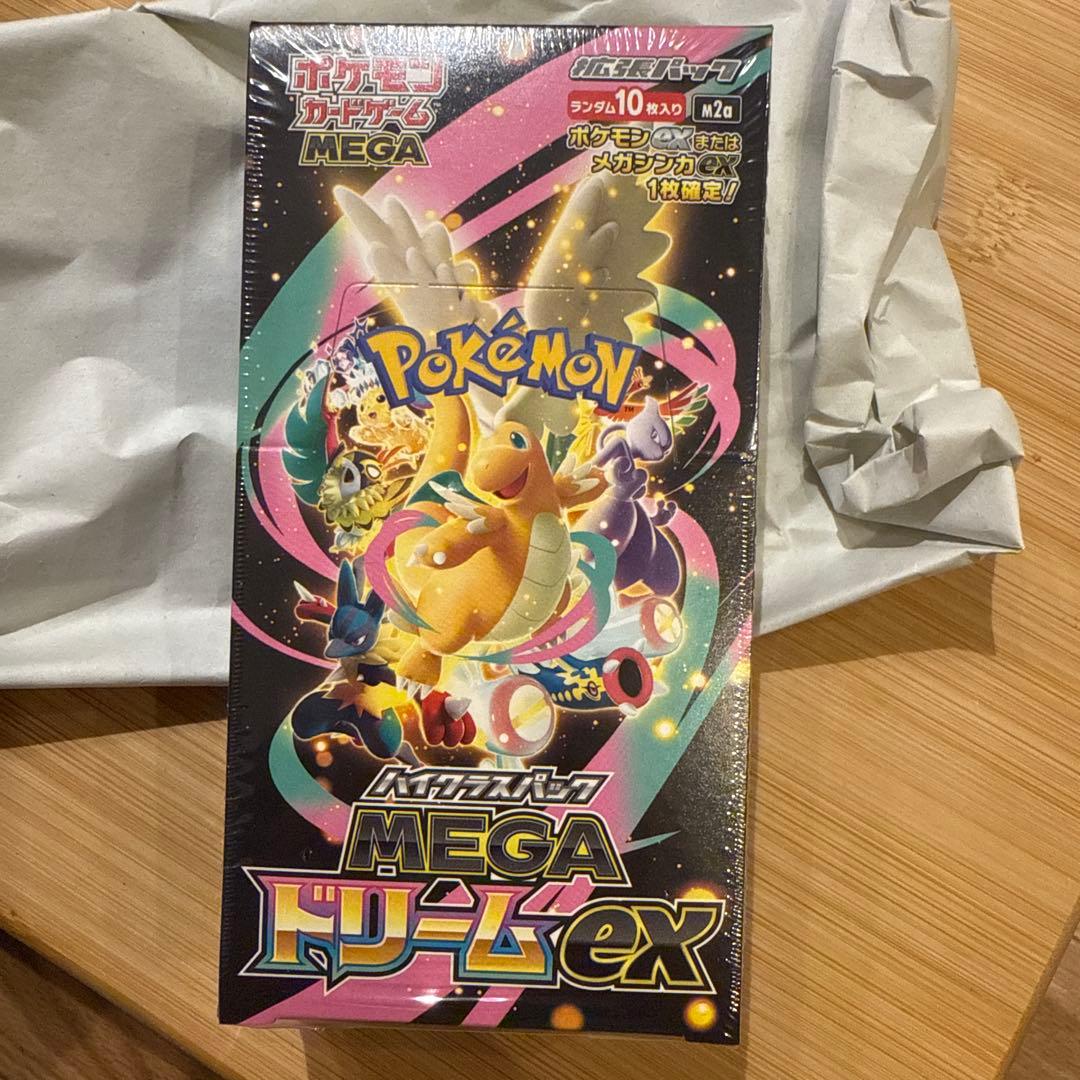 ポケモン
カードゲーム
MEGA
拡張パック
ランダム10枚入り M2a
ポケモンexまたは
メガシンカex
1枚確定!
POKéMON
TM
ハイクラスパック
MEGA
ドリームex